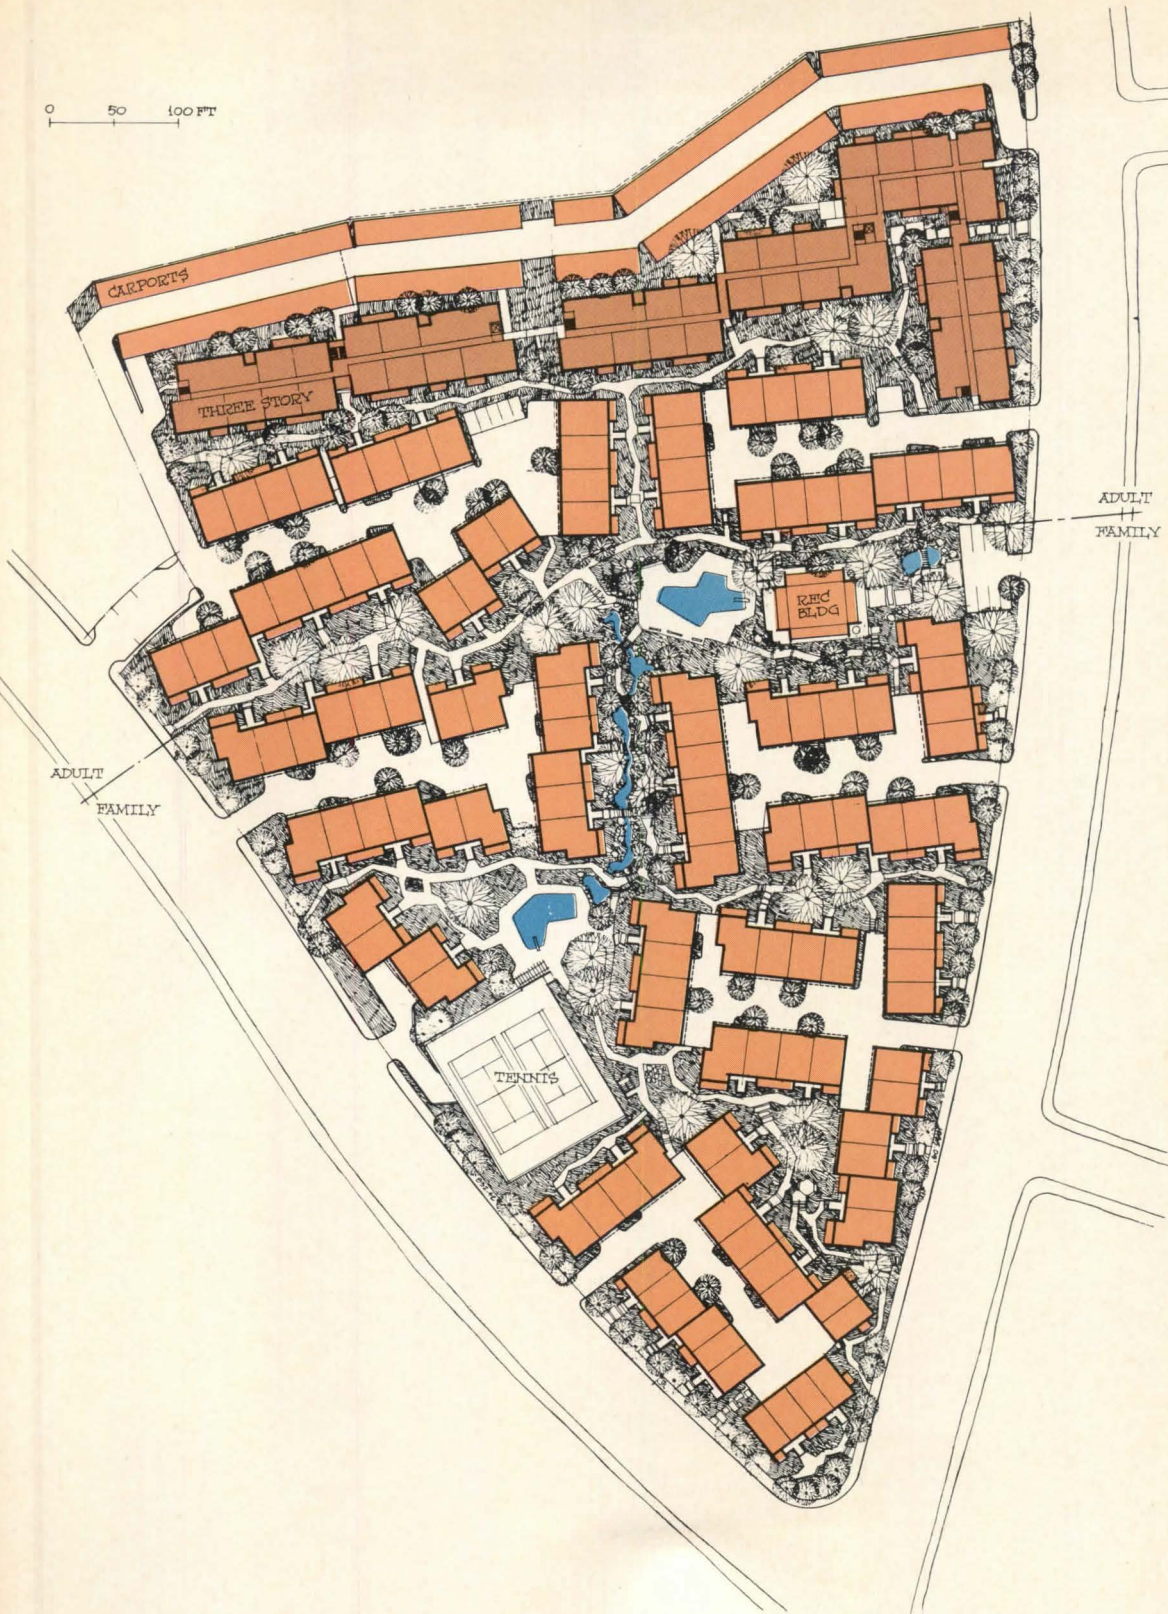 0 50 100 FT
CARPORTS
THREE STORY
ADULT
FAMILY
REC
BLDG
ADULT
FAMILY
TENNIS